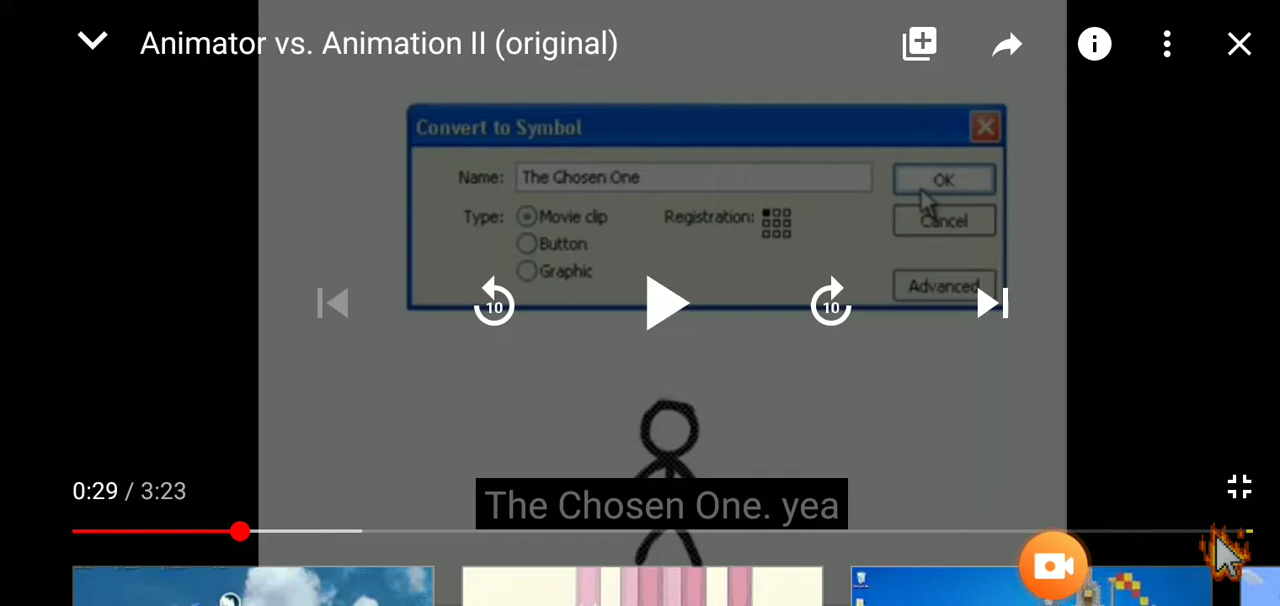 Animator vs. Animation II (original)
Convert to Symbol
Name: The Chosen One
OK
Type: Movie clip
Registration:
Cancel
Button
Graphic
Advanced
10
10
0:29 / 3:23
The Chosen One. yea